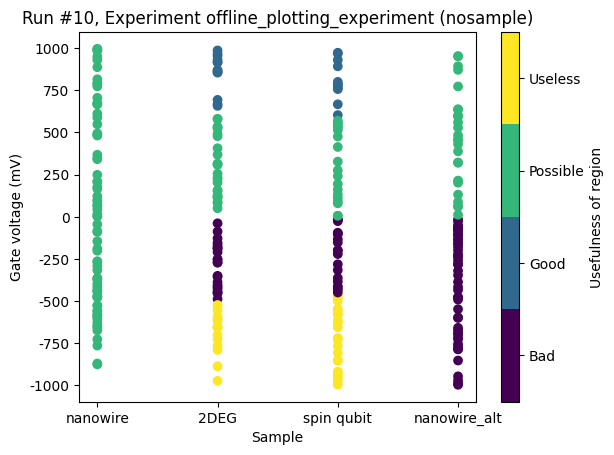 Run #10, Experiment offline_plotting_experiment (nosample)
1000
750
500
250
0
-250
-500
-750
-1000
Gate voltage (mV)
nanowire
2DEG
spin qubit
nanowire_alt
Sample
Useless
Possible
Good
Bad
Usefulness of region